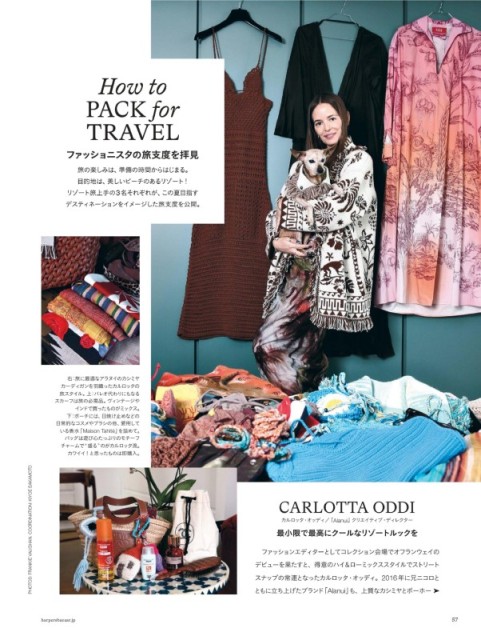 How to
PACK for
TRAVEL
ファッショニスタの旅支度を拝見
旅の楽しみは、準備の時間からはじまる。
目的地は、美しいビーチのあるリゾート！
リゾート旅上手の3名それぞれが、この夏目指す
デスティネーションをイメージした旅支度を公開。
右：旅に最適なアラヌイのカシミヤ
カーディガンを羽織ったカルロッタの
旅スタイル。上：パレオ代わりにもなる
スカーフは旅の必需品。ヴィンテージや
インドで買ったものがミックス。
下：ポーチには、日焼け止めなどの
日常的なコスメやブラシの他、愛用して
いる香水「Maison Tahité」を詰めて。
バッグは遊び心たっぷりのモチーフ
チャームで“盛る”のがカルロッタ流。
カワイイ！と思ったものは即購入。
CARLOTTA ODDI
カルロッタ・オッディ／「Alanui」クリエイティブ・ディレクター
最小限で最高にクールなリゾートルックを
ファッションエディターとしてコレクション会場でオフランウェイの
デビューを果たすと、得意のハイ＆ローミックススタイルでストリート
スナップの常連となったカルロッタ・オッディ。2016年に兄ニコロと
ともに立ち上げたブランド「Alanui」も、上質なカシミヤとボーホー ➤
harpersbazaar.jp
87